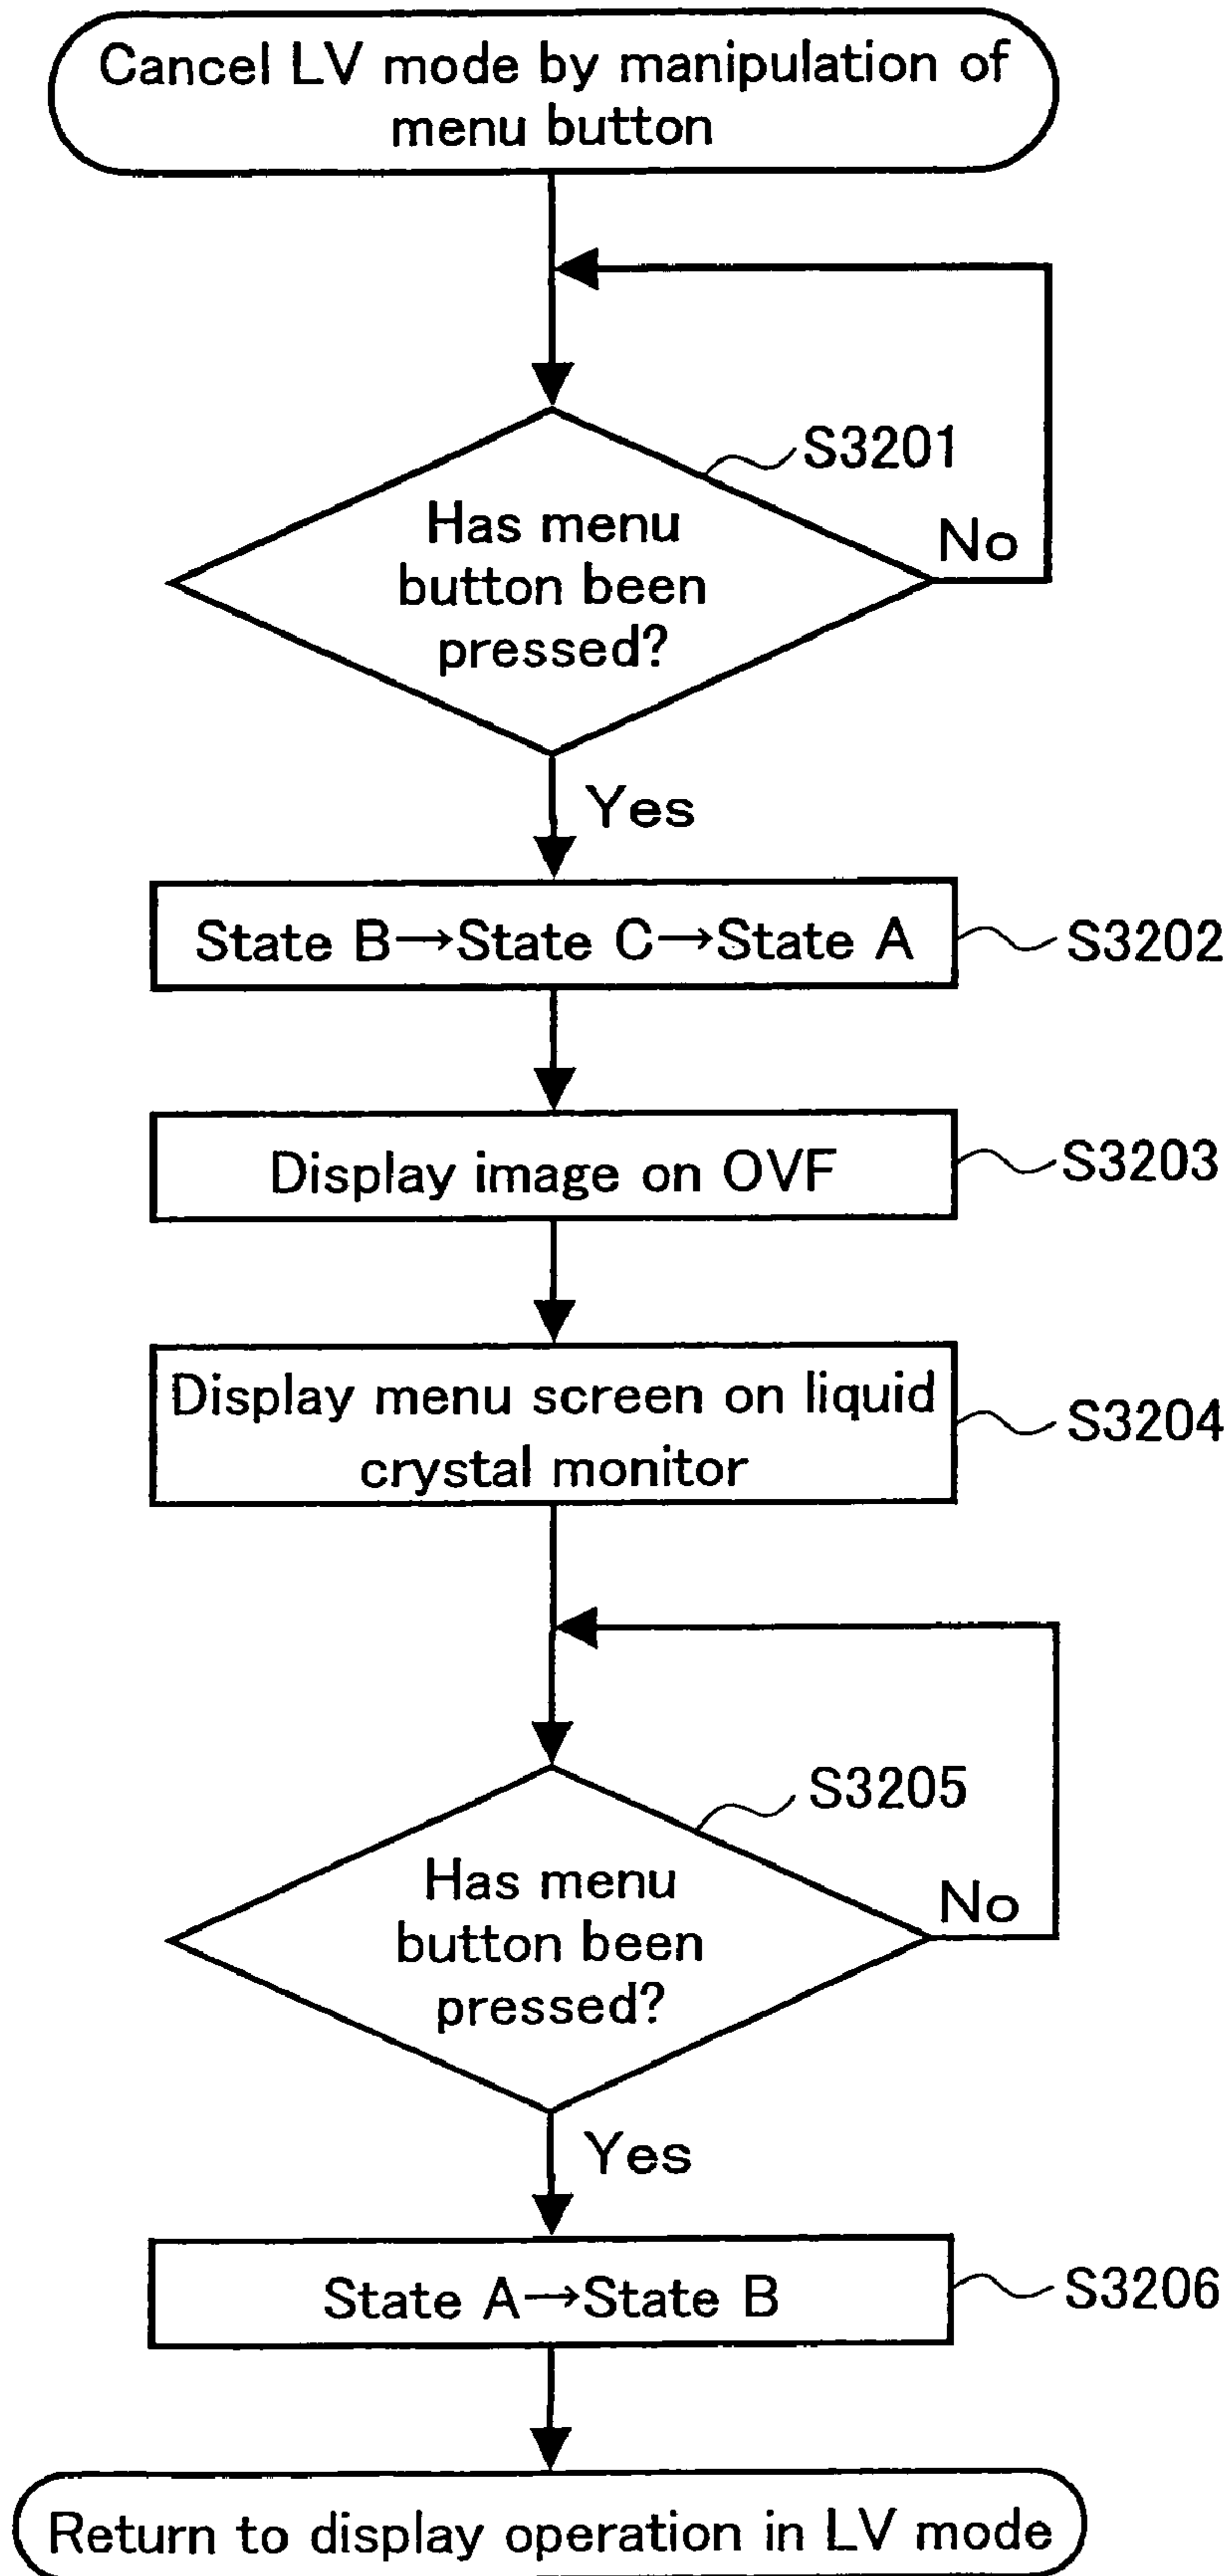 Cancel LV mode by manipulation of
menu button
S3201
Has menu
button been
pressed?
No
Yes
State B→State C→State A
S3202
Display image on OVF
S3203
Display menu screen on liquid
crystal monitor
S3204
S3205
Has menu
button been
pressed?
No
Yes
State A→State B
S3206
Return to display operation in LV mode